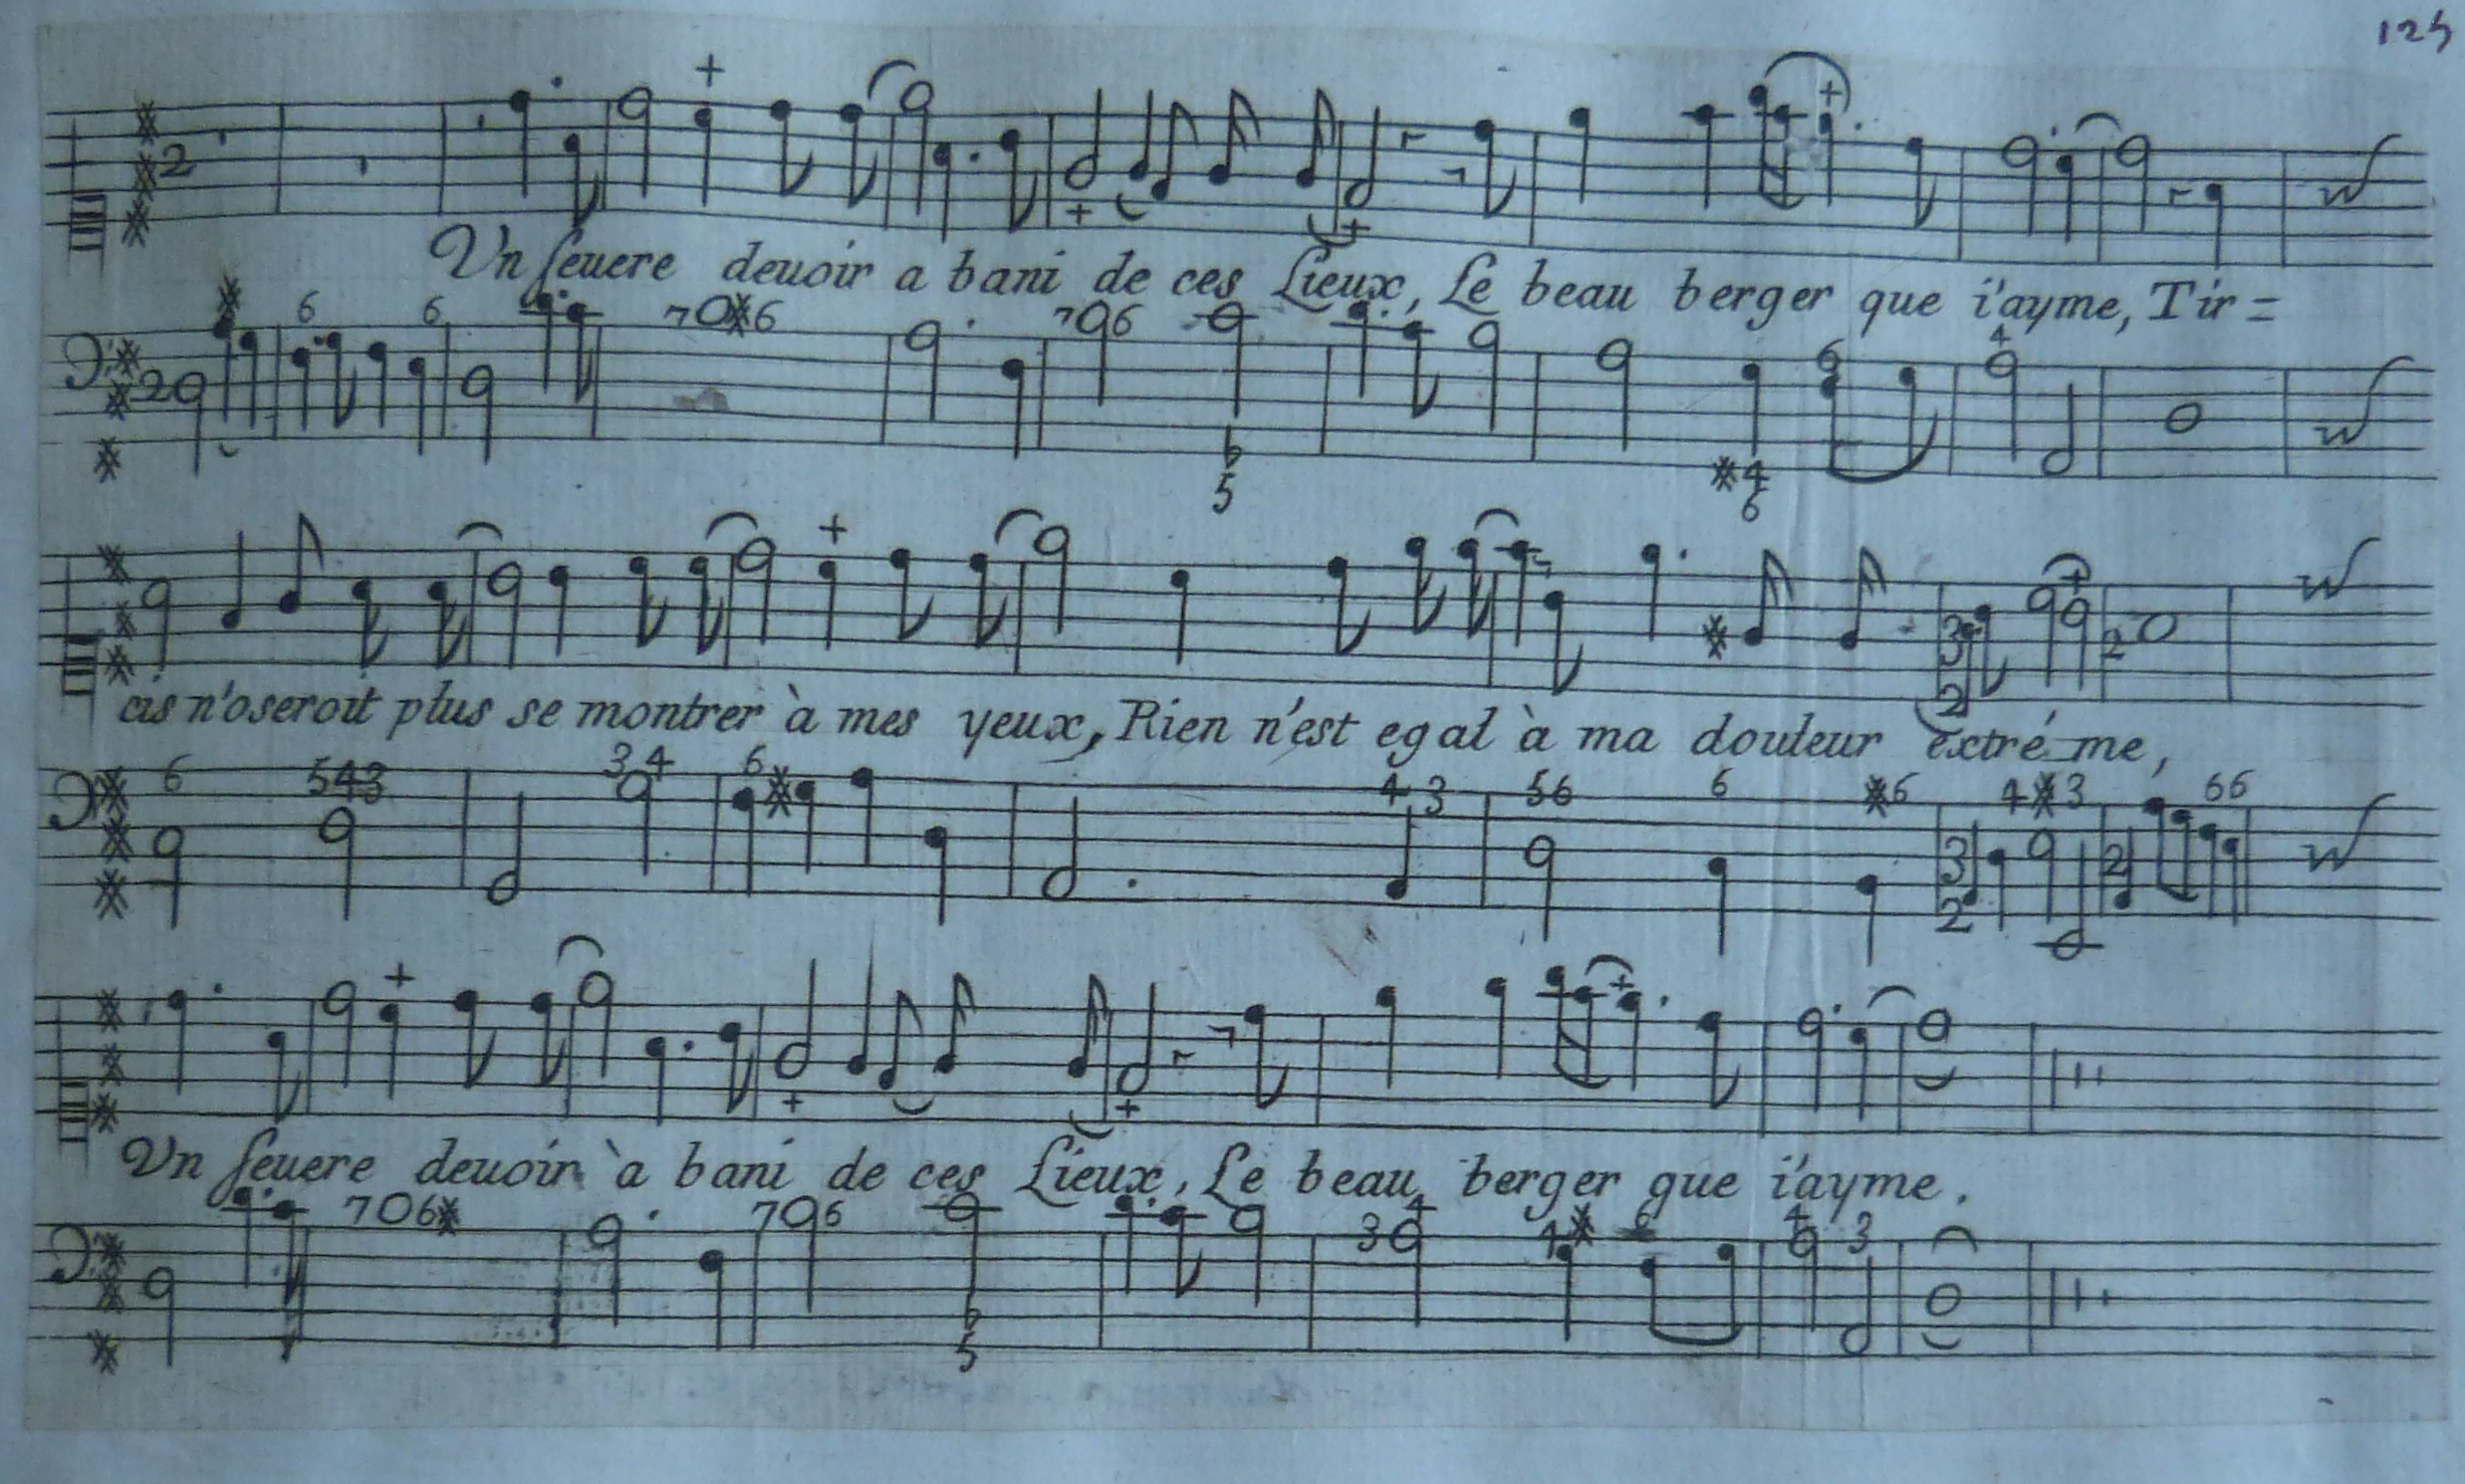 125
Vn seuere deuoir a bani de ces Lieux, Le beau berger que i'ayme, Tir=
cis n'oseroit plus se montrer à mes yeux, Rien n'est egal à ma douleur extré_me,
Vn seuere deuoir à bani de ces Lieux, Le beau berger que i'ayme.